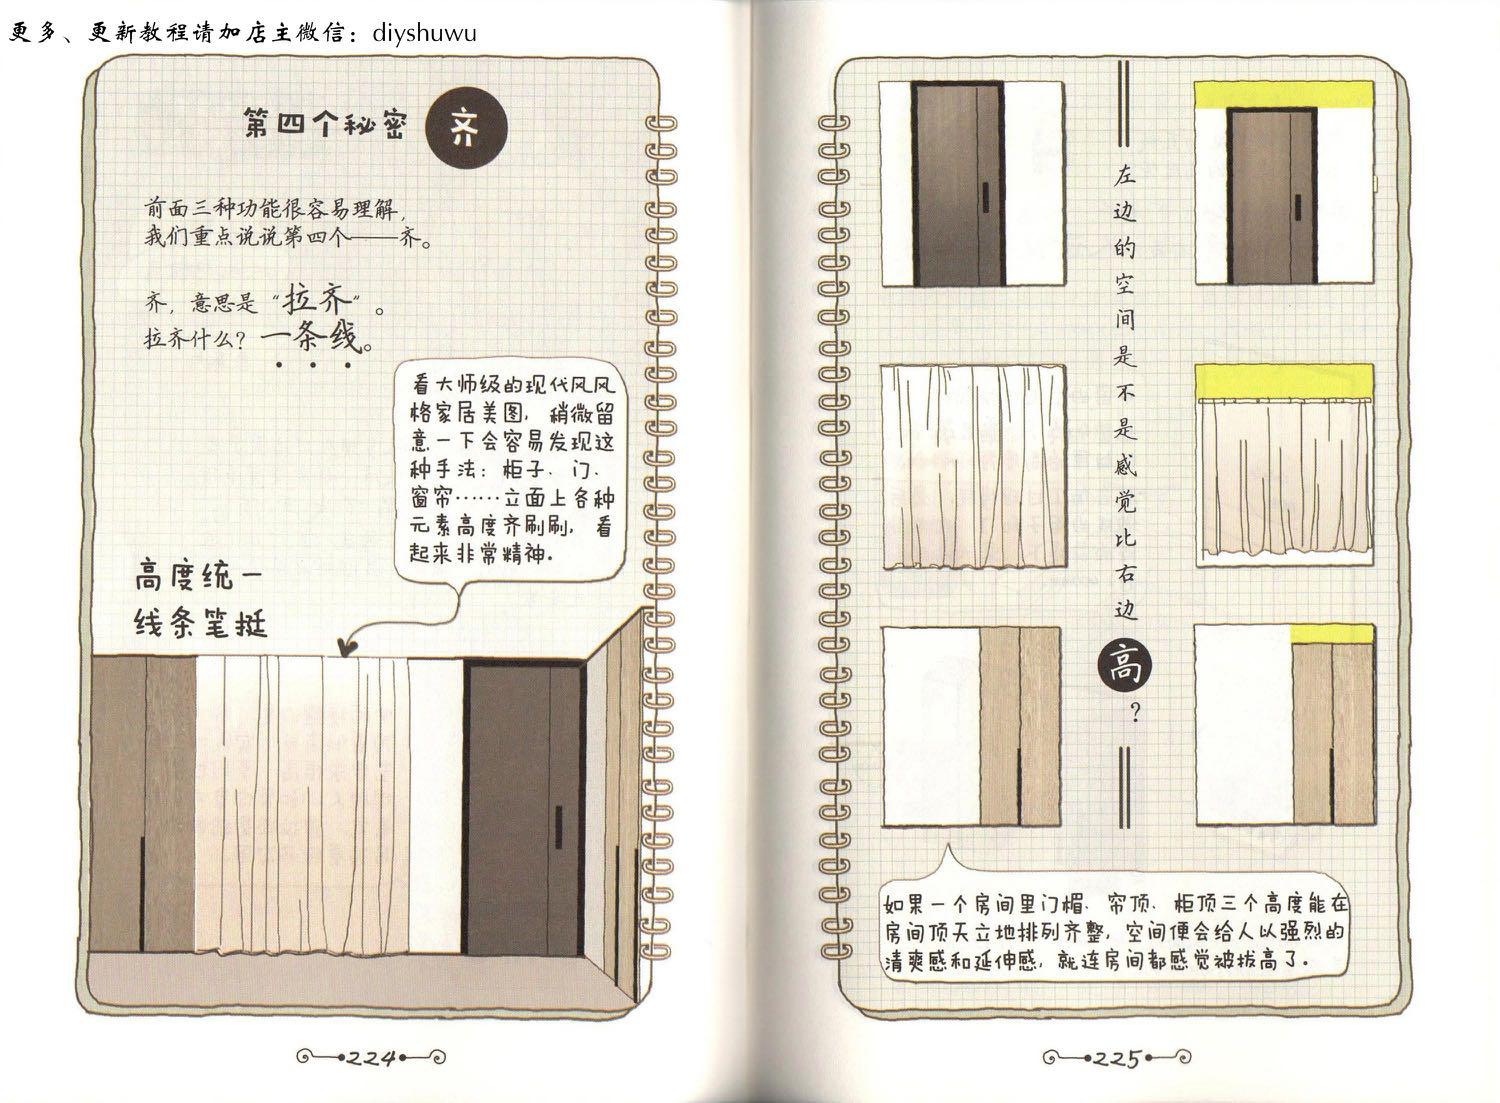 更多、更新教程请加店主微信：diyshuwu
第四个秘密 齐
前面三种功能很容易理解，
我们重点说说第四个——齐。
齐，意思是“拉齐”。
拉齐什么？一条线。
看大师级的现代风风
格家居美图，稍微留
意一下会容易发现这
种手法：柜子、门、
窗帘……立面上各种
元素高度齐刷刷，看
起来非常精神。
高度统一
线条笔挺
224
左边的空间是不是感觉比右边高？
如果一个房间里门楣、帘顶、柜顶三个高度能在
房间顶天立地排列齐整，空间便会给人以强烈的
清爽感和延伸感，就连房间都感觉被拔高了。
225